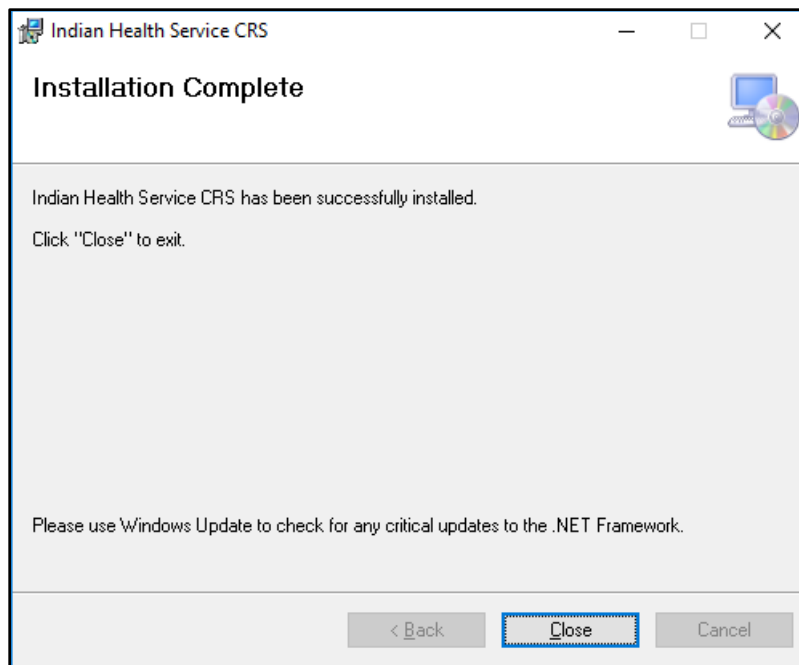 Indian Health Service CRS
Installation Complete
Indian Health Service CRS has been successfully installed.
Click "Close" to exit.
Please use Windows Update to check for any critical updates to the .NET Framework.
< Back Close Cancel